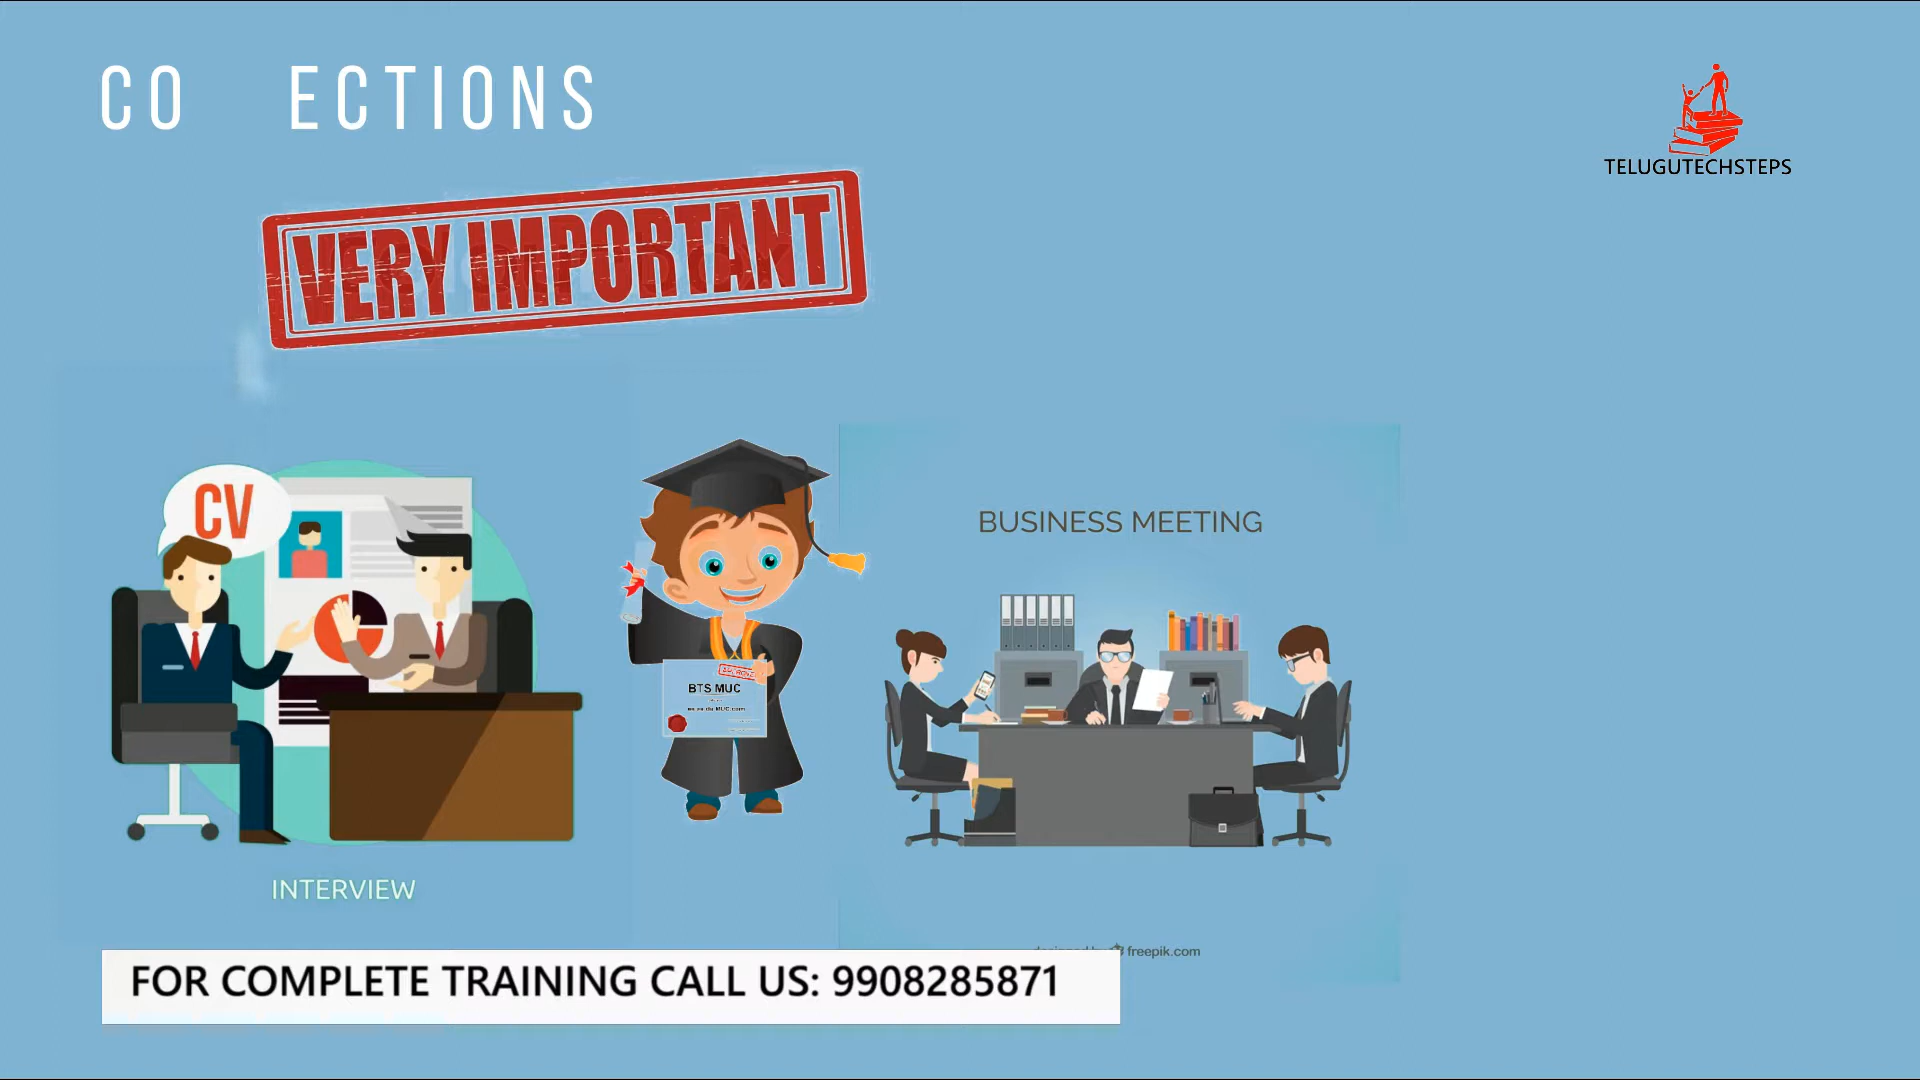 CO ECTIONS
TELUGUTECHSTEPS
VERY IMPORTANT
CV
BUSINESS MEETING
BTS MUC
INTERVIEW
freepik.com
FOR COMPLETE TRAINING CALL US: 9908285871